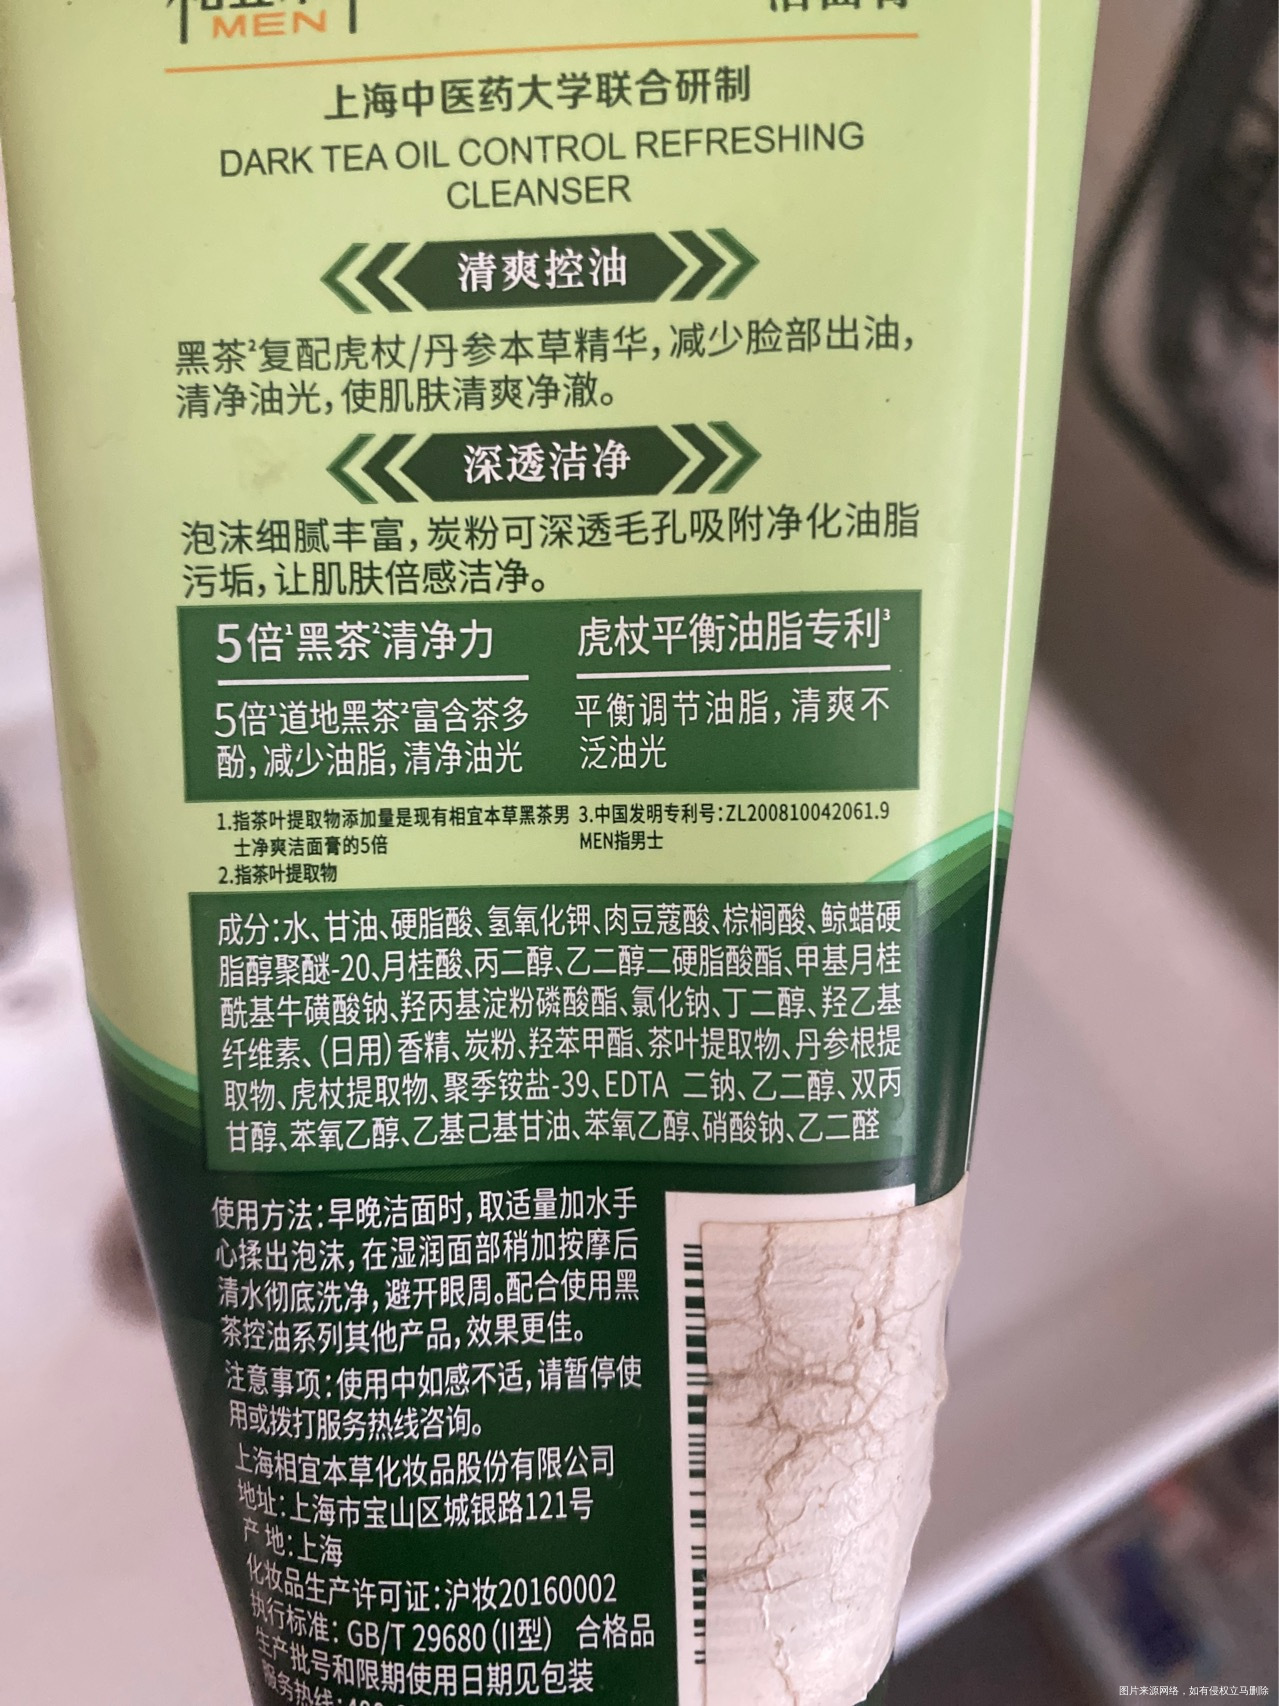 MEN
上海中医药大学联合研制
DARK TEA OIL CONTROL REFRESHING
CLEANSER
清爽控油
黑茶²复配虎杖/丹参本草精华，减少脸部出油，
清净油光，使肌肤清爽净澈。
深透洁净
泡沫细腻丰富，炭粉可深透毛孔吸附净化油脂
污垢，让肌肤倍感洁净。
5倍¹黑茶²清净力
5倍¹道地黑茶²富含茶多
酚，减少油脂，清净油光
虎杖平衡油脂专利³
平衡调节油脂，清爽不
泛油光
1.指茶叶提取物添加量是现有相宜本草黑茶男
士净爽洁面膏的5倍
2.指茶叶提取物
3.中国发明专利号：ZL200810042061.9
MEN指男士
成分：水、甘油、硬脂酸、氢氧化钾、肉豆蔻酸、棕榈酸、鲸蜡硬
脂醇聚醚-20、月桂酸、丙二醇、乙二醇二硬脂酸酯、甲基月桂
酰基牛磺酸钠、羟丙基淀粉磷酸酯、氯化钠、丁二醇、羟乙基
纤维素、（日用）香精、炭粉、羟苯甲酯、茶叶提取物、丹参根提
取物、虎杖提取物、聚季铵盐-39、EDTA 二钠、乙二醇、双丙
甘醇、苯氧乙醇、乙基己基甘油、苯氧乙醇、硝酸钠、乙二醛
使用方法：早晚洁面时，取适量加水手
心揉出泡沫，在湿润面部稍加按摩后
清水彻底洗净，避开眼周。配合使用黑
茶控油系列其他产品，效果更佳。
注意事项：使用中如感不适，请暂停使
用或拨打服务热线咨询。
上海相宜本草化妆品股份有限公司
地址：上海市宝山区城银路121号
产 地：上海
化妆品生产许可证：沪妆20160002
执行标准：GB/T 29680（II型） 合格品
生产批号和限期使用日期见包装
服务热线：
图片来源网络，如有侵权立马删除